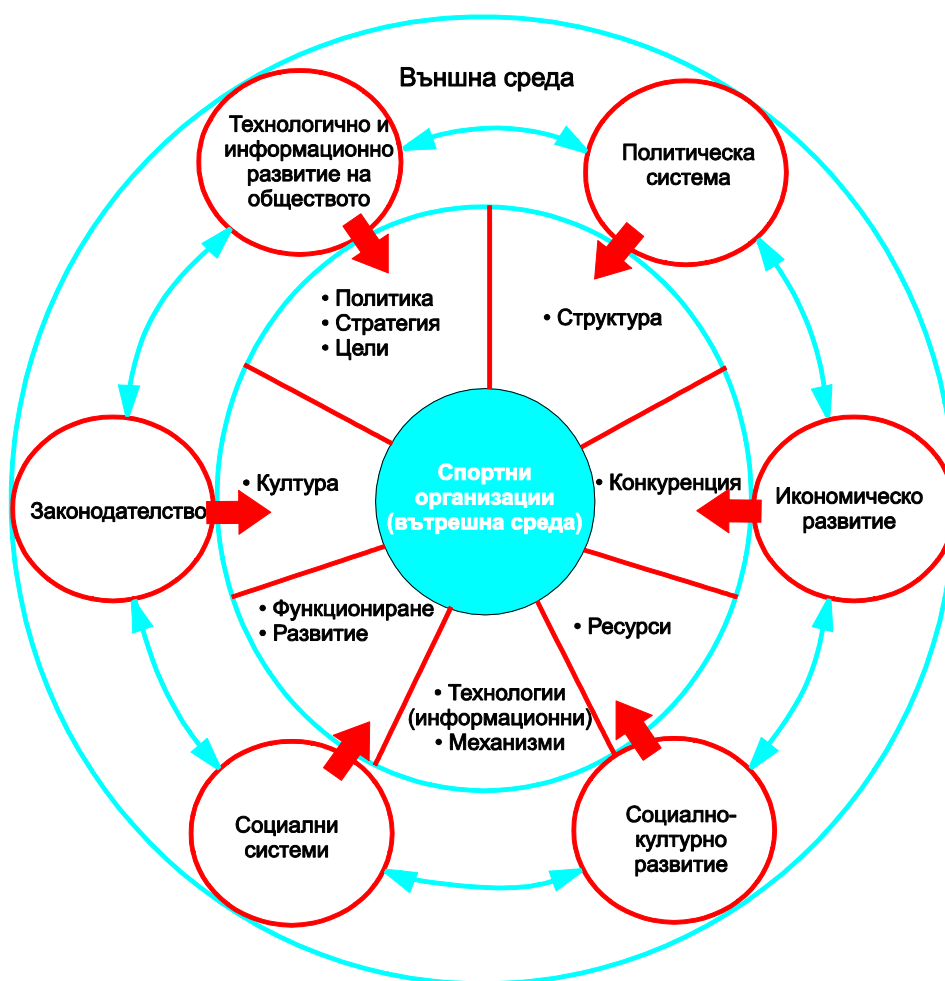 Външна среда
Технологично и
информационно
развитие на
обществото
Политическа
система
• Политика
• Стратегия
• Цели
• Структура
• Култура
Спортни
организации
(вътрешна среда)
• Конкуренция
Законодателство
Икономическо
развитие
• Функциониране
• Развитие
• Ресурси
• Технологии
(информационни)
• Механизми
Социални
системи
Социално-
културно
развитие